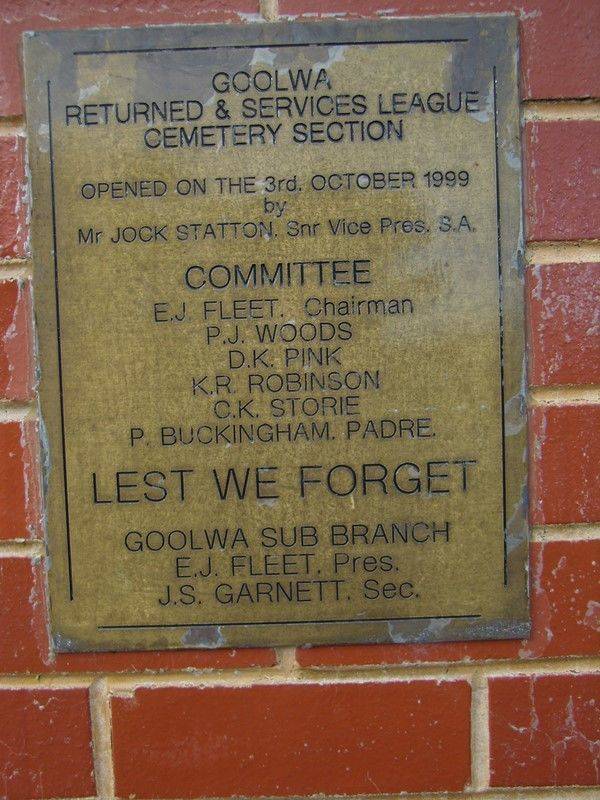 GOOLWA
RETURNED & SERVICES LEAGUE
CEMETERY SECTION
OPENED ON THE 3rd. OCTOBER 1999
by
Mr JOCK STATTON. Snr Vice Pres. S.A.
COMMITTEE
E.J. FLEET. Chairman
P.J. WOODS
D.K. PINK
K.R. ROBINSON
C.K. STORIE
P. BUCKINGHAM. PADRE.
LEST WE FORGET
GOOLWA SUB BRANCH
E.J. FLEET. Pres.
J.S. GARNETT. Sec.